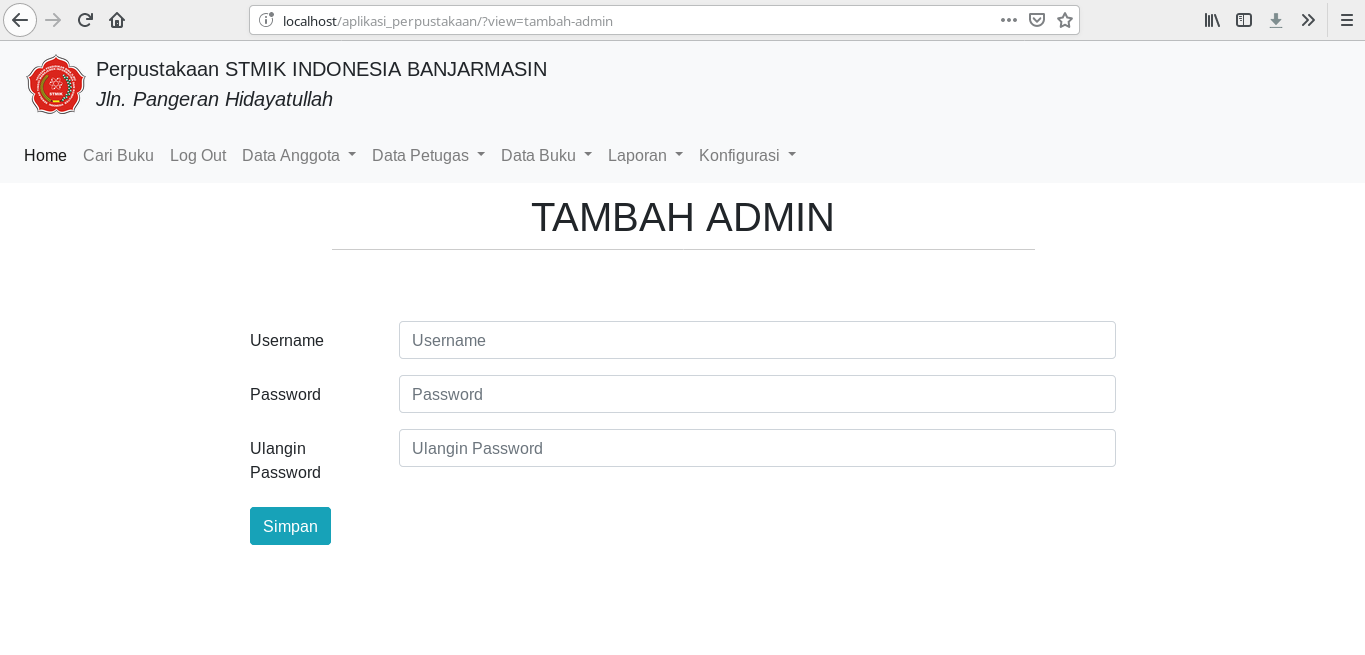 localhost/aplikasi_perpustakaan/?view=tambah-admin
Perpustakaan STMIK INDONESIA BANJARMASIN
Jln. Pangeran Hidayatullah
STMIK
Home Cari Buku Log Out Data Anggota Data Petugas Data Buku Laporan Konfigurasi
TAMBAH ADMIN
Username Username
Password Password
Ulangin Password Ulangin Password
Simpan